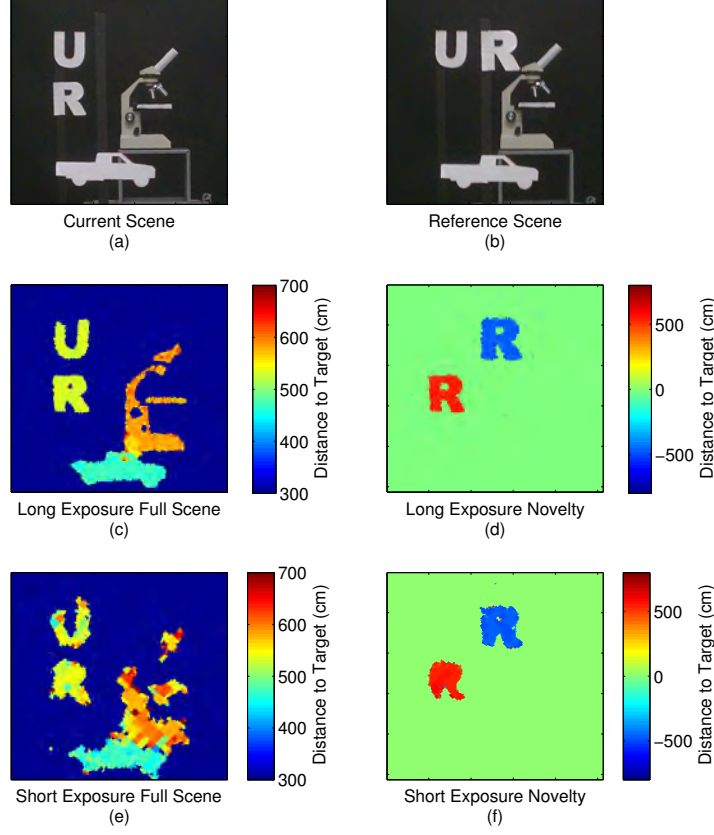 U
R
U R
Current Scene
(a)
Reference Scene
(b)
700
600
500
400
300
Distance to Target (cm)
U
R
Long Exposure Full Scene
(c)
500
0
−500
Distance to Target (cm)
R
R
Long Exposure Novelty
(d)
700
600
500
400
300
Distance to Target (cm)
U
R
Short Exposure Full Scene
(e)
500
0
−500
Distance to Target (cm)
R
R
Short Exposure Novelty
(f)